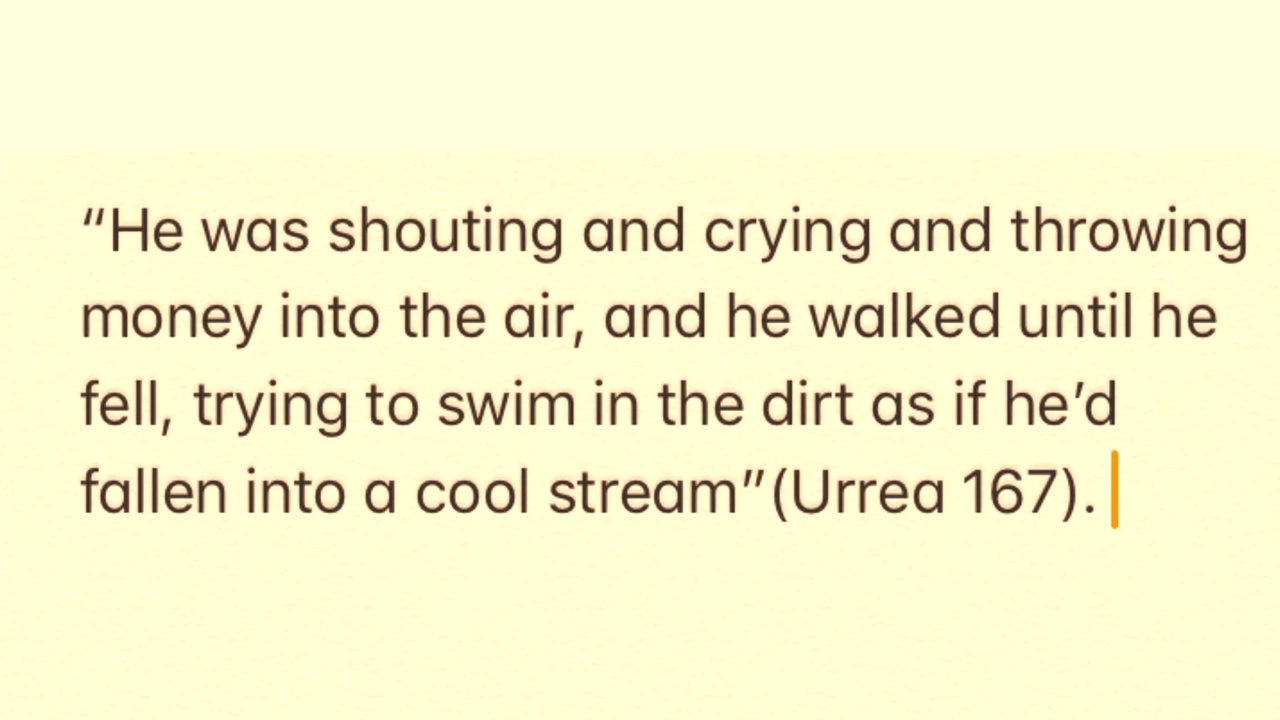 “He was shouting and crying and throwing
money into the air, and he walked until he
fell, trying to swim in the dirt as if he’d
fallen into a cool stream”(Urrea 167).